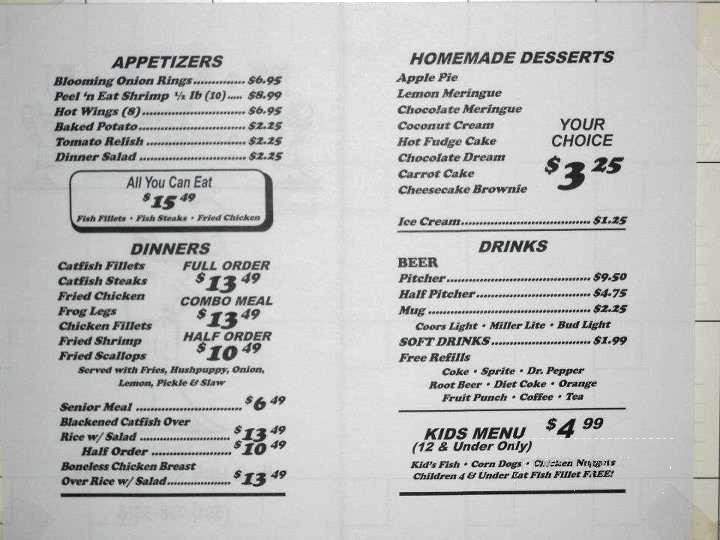 APPETIZERS
Blooming Onion Rings.............. $6.95
Peel 'n Eat Shrimp ½ lb (10)..... $8.99
Hot Wings (8)............................ $6.95
Baked Potato............................. $2.25
Tomato Relish ........................... $2.25
Dinner Salad ............................. $2.25
All You Can Eat
$15 49
Fish Fillets • Fish Steaks • Fried Chicken
DINNERS
Catfish Fillets
Catfish Steaks
Fried Chicken
Frog Legs
Chicken Fillets
Fried Shrimp
Fried Scallops
FULL ORDER
$13 49
COMBO MEAL
$13 49
HALF ORDER
$10 49
Served with Fries, Hushpuppy, Onion,
Lemon, Pickle & Slaw
Senior Meal ................................ $6 49
Blackened Catfish Over
Rice w/ Salad ........................... $13 49
Half Order ........................ $10 49
Boneless Chicken Breast
Over Rice w/ Salad................... $13 49
HOMEMADE DESSERTS
Apple Pie
Lemon Meringue
Chocolate Meringue
Coconut Cream
Hot Fudge Cake
Chocolate Dream
Carrot Cake
Cheesecake Brownie
YOUR
CHOICE
$3 25
Ice Cream................................... $1.25
DRINKS
BEER
Pitcher....................................... $9.50
Half Pitcher............................... $4.75
Mug ............................................ $2.25
Coors Light • Miller Lite • Bud Light
SOFT DRINKS........................... $1.99
Free Refills
Coke • Sprite • Dr. Pepper
Root Beer • Diet Coke • Orange
Fruit Punch • Coffee • Tea
KIDS MENU $4 99
(12 & Under Only)
Kid's Fish • Corn Dogs • Chicken Nuggets
Children 4 & Under Eat Fish Fillet FREE!